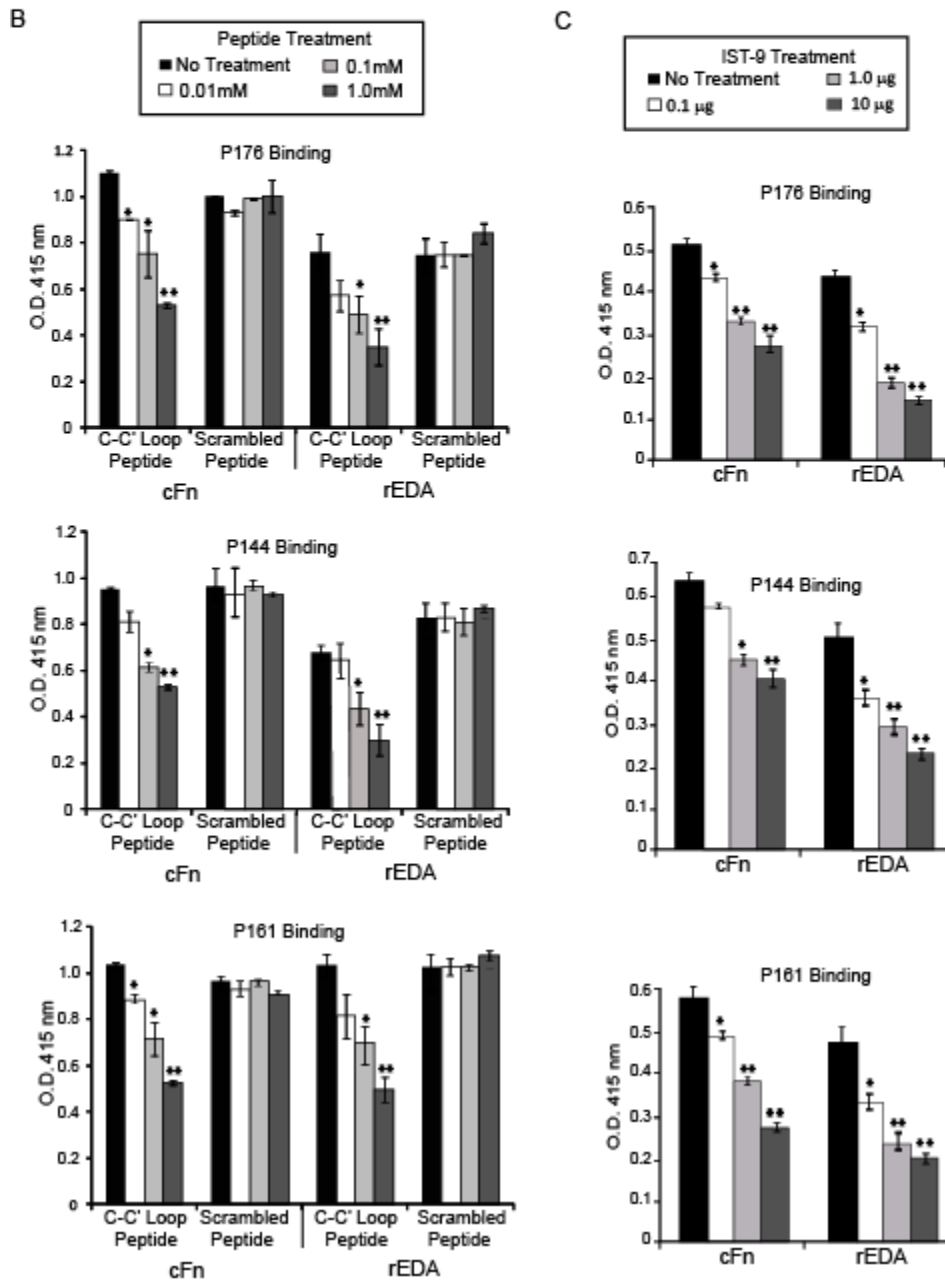 B
Peptide Treatment
No Treatment 0.1mM
0.01mM 1.0mM
P176 Binding
O.D. 415 nm
1.2
1.0
0.8
0.6
0.4
0.2
0
* * ** * **
C-C' Loop Peptide Scrambled Peptide C-C' Loop Peptide Scrambled Peptide
cFn rEDA
P144 Binding
O.D. 415 nm
1.2
1.0
0.8
0.6
0.4
0.2
0
* ** * **
C-C' Loop Peptide Scrambled Peptide C-C' Loop Peptide Scrambled Peptide
cFn rEDA
P161 Binding
O.D. 415 nm
1.2
1.0
0.8
0.6
0.4
0.2
0
* * ** * **
C-C' Loop Peptide Scrambled Peptide C-C' Loop Peptide Scrambled Peptide
cFn rEDA
C
IST-9 Treatment
No Treatment 1.0 µg
0.1 µg 10 µg
P176 Binding
O.D. 415 nm
0.6
0.5
0.4
0.3
0.2
0.1
0
* ** ** * ** **
cFn rEDA
P144 Binding
O.D. 415 nm
0.7
0.6
0.5
0.4
0.3
0.2
0.1
0
* ** * ** **
cFn rEDA
P161 Binding
O.D. 415 nm
0.6
0.5
0.4
0.3
0.2
0.1
0
* ** ** * ** **
cFn rEDA